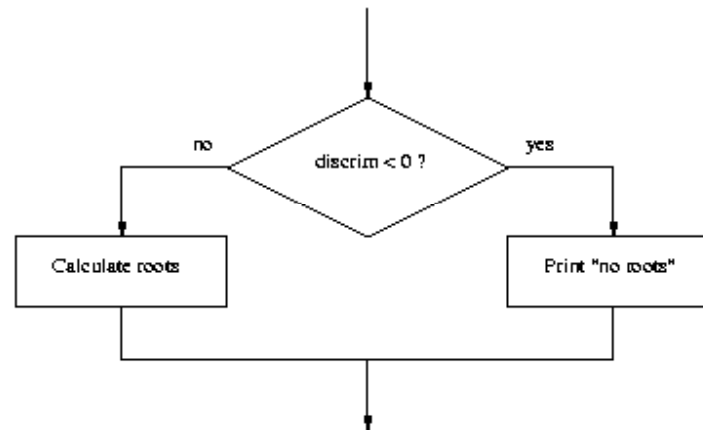 no
discrim < 0 ?
yes
Calculate roots
Print "no roots"